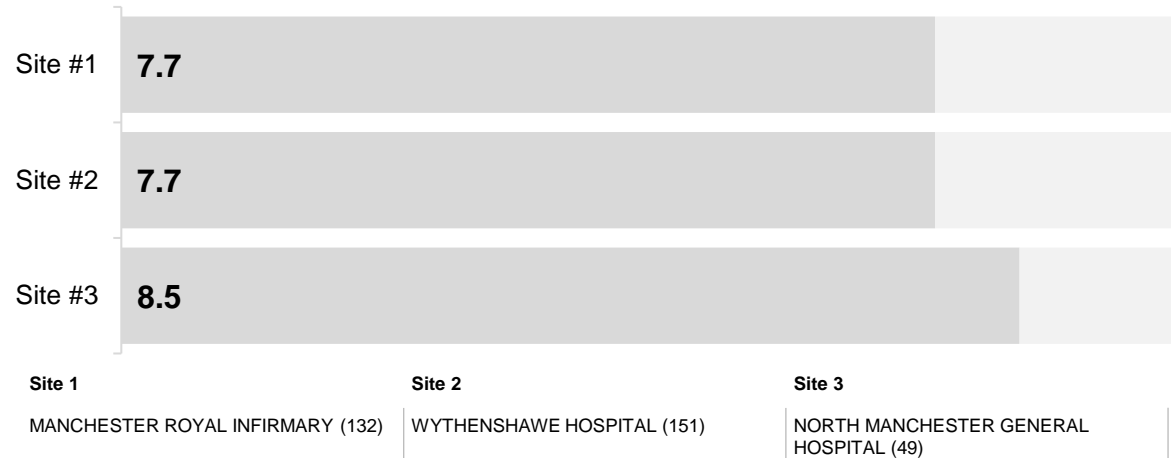 Site #1
7.7
Site #2
7.7
Site #3
8.5
Site 1
MANCHESTER ROYAL INFIRMARY (132)
Site 2
WYTHENSHAWE HOSPITAL (151)
Site 3
NORTH MANCHESTER GENERAL
HOSPITAL (49)